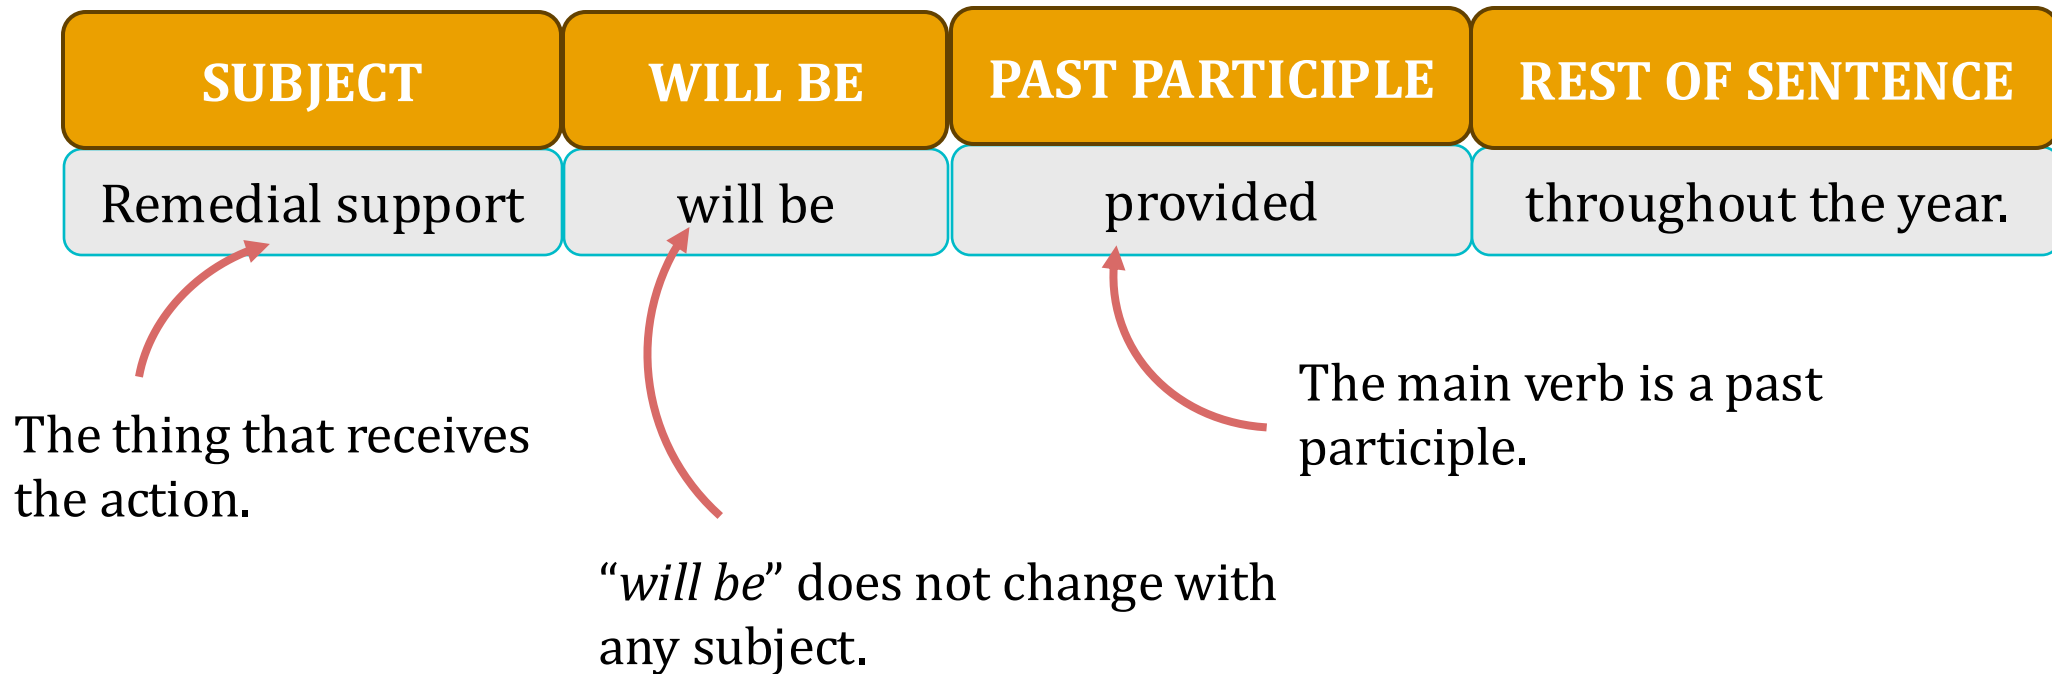 SUBJECT WILL BE PAST PARTICIPLE REST OF SENTENCE
Remedial support will be provided throughout the year.
The thing that receives
the action.
The main verb is a past
participle.
“will be” does not change with
any subject.